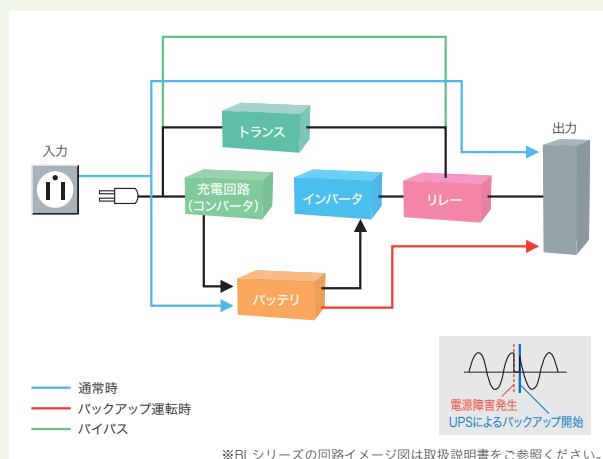 トランス
入力
出力
充電回路
(コンバータ)
インバータ
リレー
バッテリ
通常時
バックアップ運転時
バイパス
電源障害発生
UPSによるバックアップ開始
※BLシリーズの回路イメージ図は取扱説明書をご参照ください。